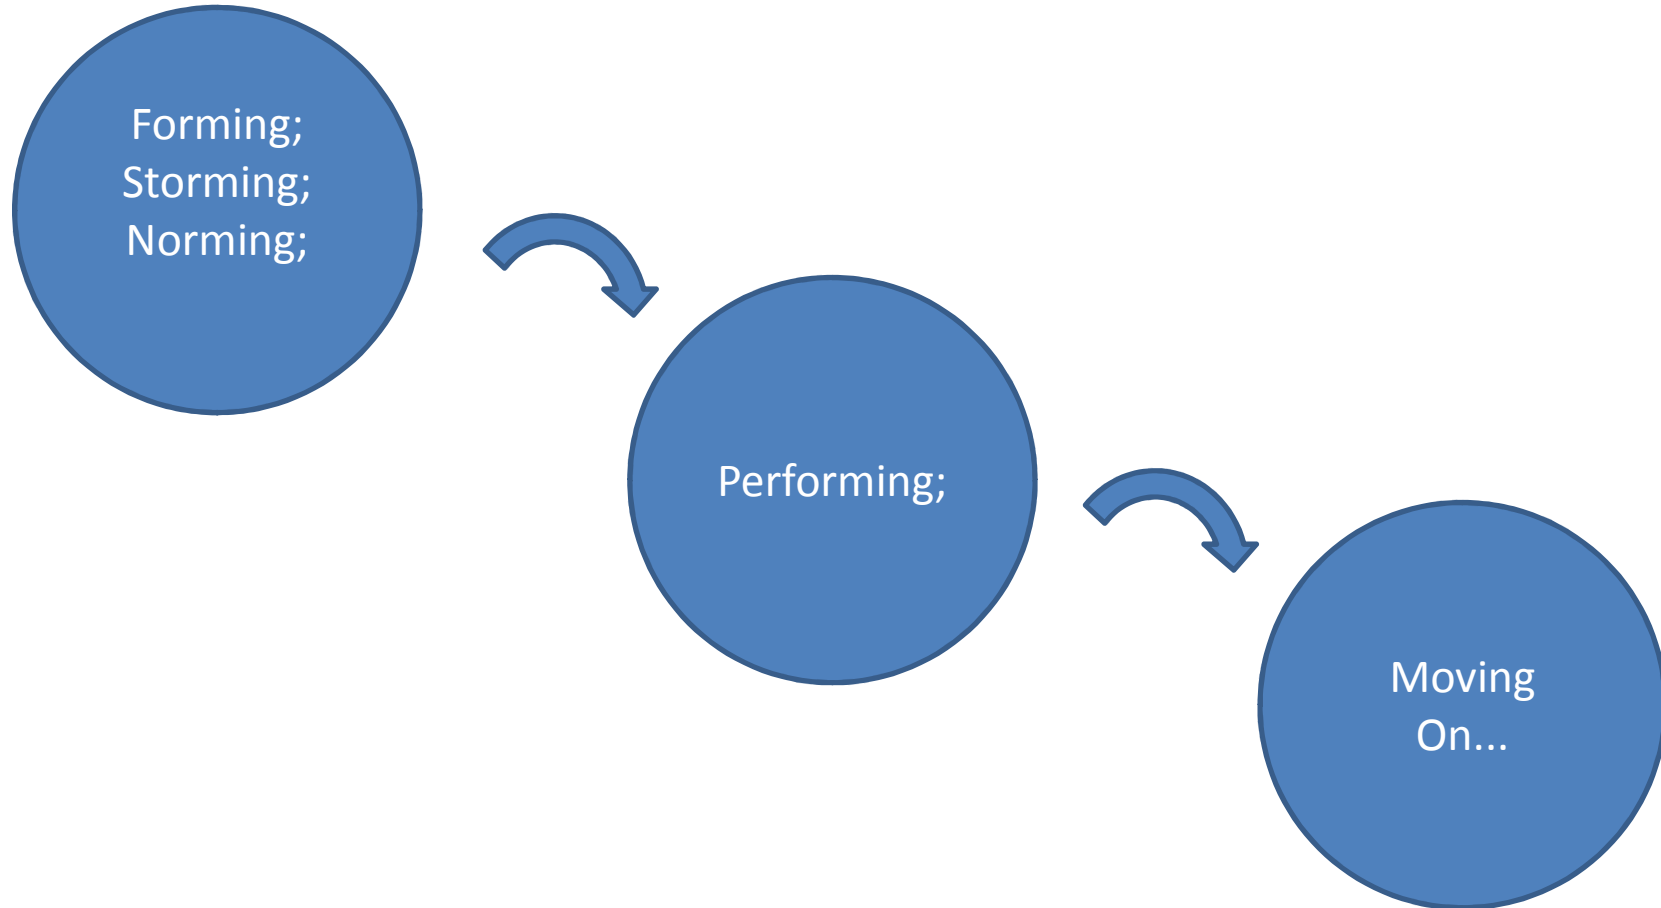 Forming;
Storming;
Norming;
Performing;
Moving
On...